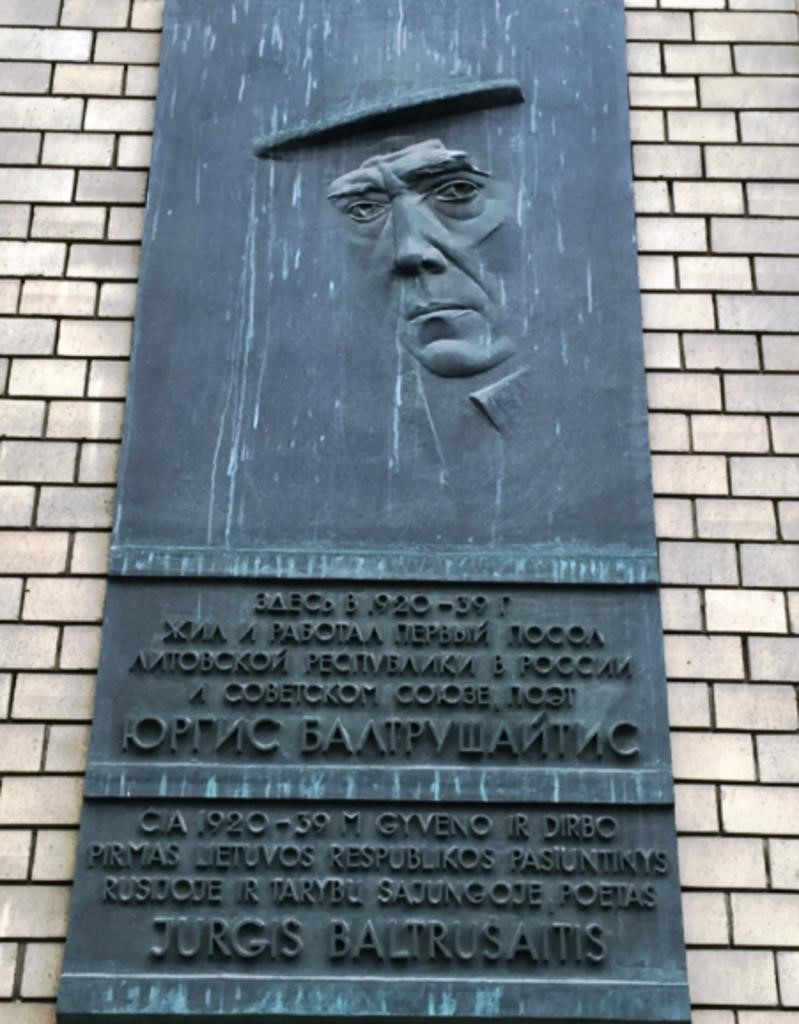 ЗДЕСЬ В 1920-39 Г
ЖИЛ И РАБОТАЛ ПЕРВЫЙ ПОСОЛ
ЛИТОВСКОЙ РЕСПУБЛИКИ В РОССИИ
И СОВЕТСКОМ СОЮЗЕ, ПОЭТ
ЮРГИС БАЛТРУШАЙТИС
ČIA 1920-39 M GYVENO IR DIRBO
PIRMAS LIETUVOS RESPUBLIKOS PASIUNTINYS
RUSIJOJE IR TARYBŲ SAJUNGOJE, POETAS
JURGIS BALTRUŠAITIS